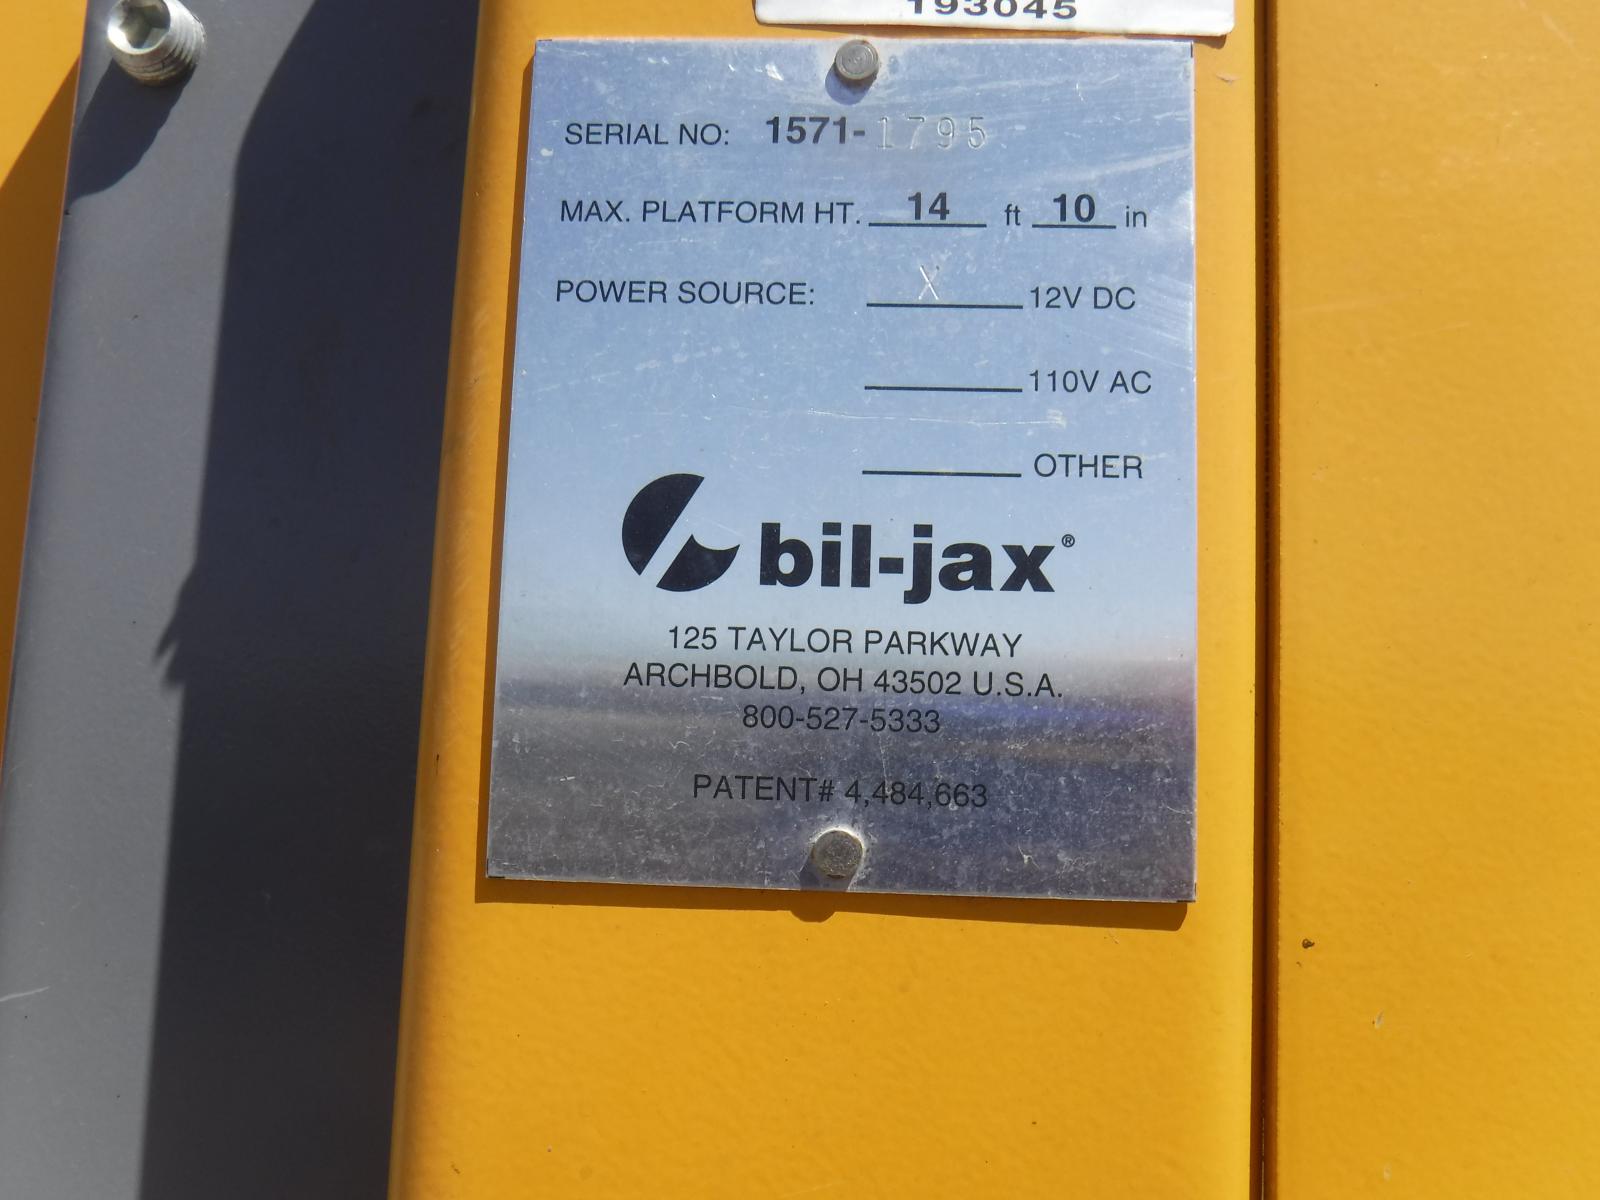 193045
SERIAL NO: 1571-1795
MAX. PLATFORM HT. 14 ft 10 in
POWER SOURCE: X 12V DC
110V AC
OTHER
bil-jax®
125 TAYLOR PARKWAY
ARCHBOLD, OH 43502 U.S.A.
800-527-5333
PATENT# 4,484,663